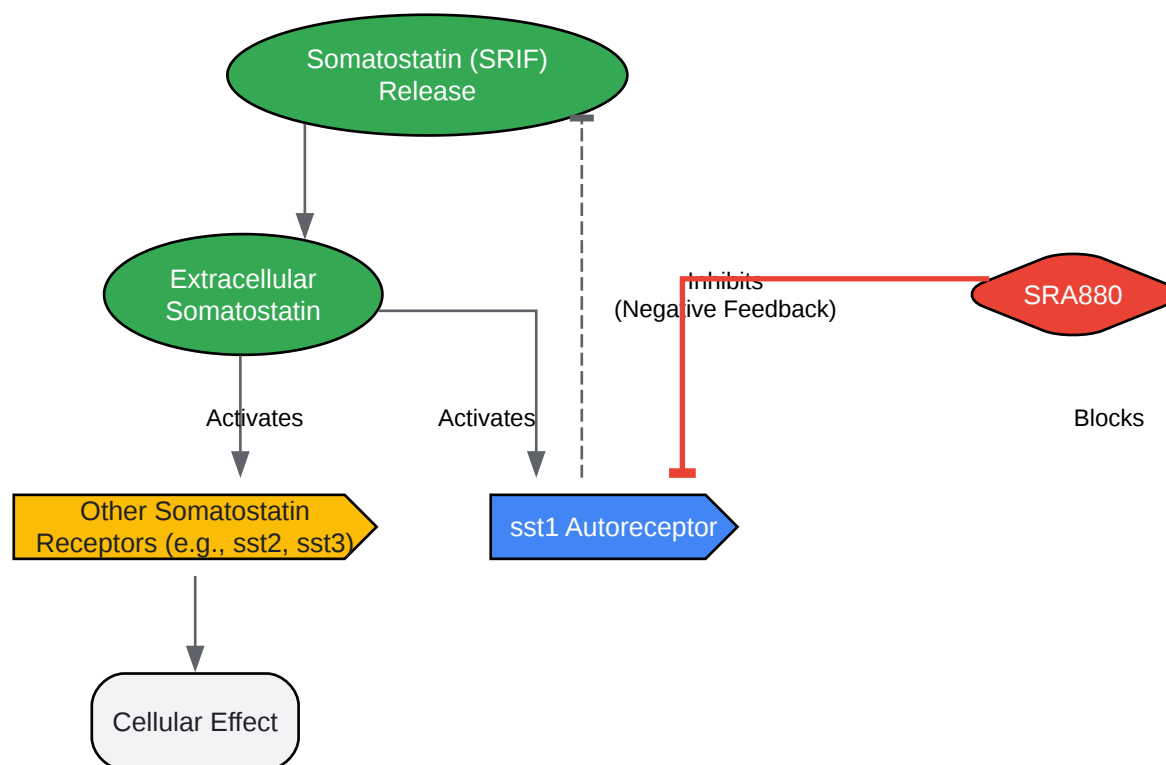 Somatostatin (SRIF)
Release
Extracellular
Somatostatin
Inhibits
(Negative Feedback)
SRA880
Activates
Activates
Blocks
Other Somatostatin
Receptors (e.g., sst2, sst3)
sst1 Autoreceptor
Cellular Effect